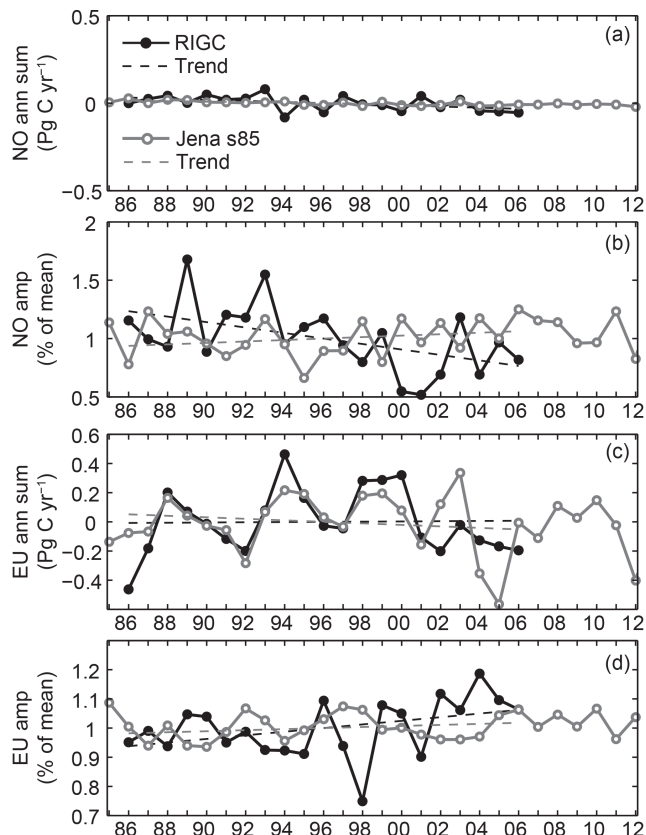 NO ann sum
(Pg C yr⁻¹)
0.5
0
−0.5
(a)
RIGC
Trend
Jena s85
Trend
86 88 90 92 94 96 98 00 02 04 06 08 10 12
NO amp
(% of mean)
2
1.5
1
0.5
(b)
86 88 90 92 94 96 98 00 02 04 06 08 10 12
EU ann sum
(Pg C yr⁻¹)
0.6
0.4
0.2
0
−0.2
−0.4
(c)
86 88 90 92 94 96 98 00 02 04 06 08 10 12
EU amp
(% of mean)
1.2
1.1
1
0.9
0.8
0.7
(d)
86 88 90 92 94 96 98 00 02 04 06 08 10 12